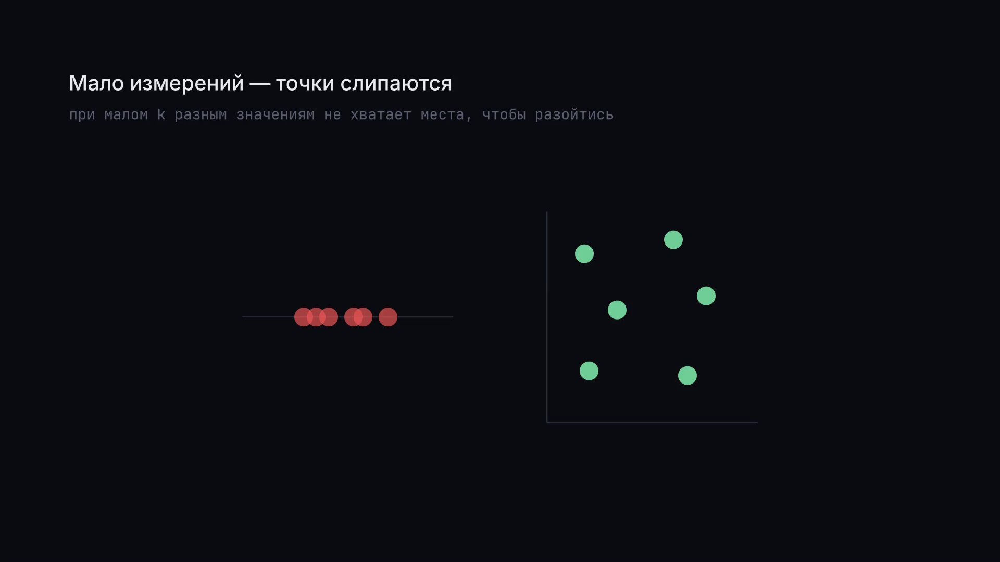 Мало измерений — точки слипаются
при малом k разным значениям не хватает места, чтобы разойтись